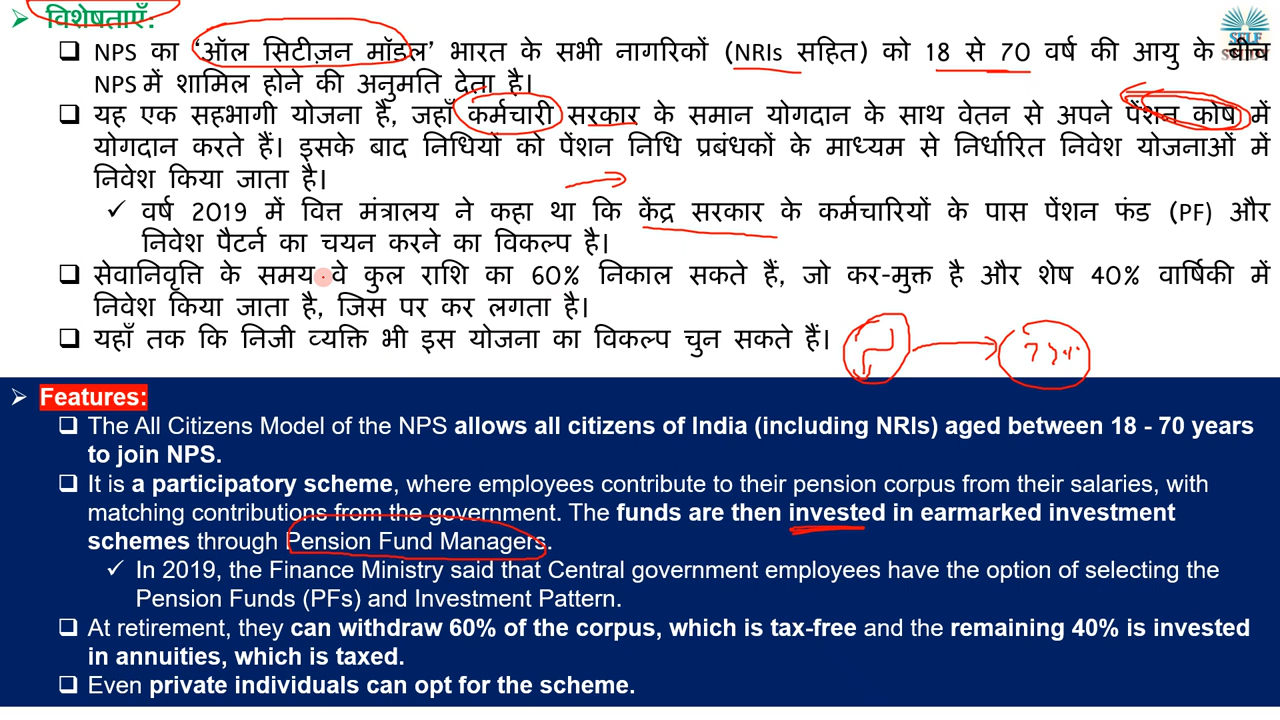 विशेषताएँ:
SELF
STUDY
NPS का ‘ऑल सिटीज़न मॉडल’ भारत के सभी नागरिकों (NRIs सहित) को 18 से 70 वर्ष की आयु के बीच
NPS में शामिल होने की अनुमति देता है।
यह एक सहभागी योजना है, जहाँ कर्मचारी सरकार के समान योगदान के साथ वेतन से अपने पेंशन कोष में
योगदान करते हैं। इसके बाद निधियों को पेंशन निधि प्रबंधकों के माध्यम से निर्धारित निवेश योजनाओं में
निवेश किया जाता है।
वर्ष 2019 में वित्त मंत्रालय ने कहा था कि केंद्र सरकार के कर्मचारियों के पास पेंशन फंड (PF) और
निवेश पैटर्न का चयन करने का विकल्प है।
सेवानिवृत्ति के समय वे कुल राशि का 60% निकाल सकते हैं, जो कर-मुक्त है और शेष 40% वार्षिकी में
निवेश किया जाता है, जिस पर कर लगता है।
यहाँ तक कि निजी व्यक्ति भी इस योजना का विकल्प चुन सकते हैं।
Features:
The All Citizens Model of the NPS allows all citizens of India (including NRIs) aged between 18 - 70 years
to join NPS.
It is a participatory scheme, where employees contribute to their pension corpus from their salaries, with
matching contributions from the government. The funds are then invested in earmarked investment
schemes through Pension Fund Managers.
In 2019, the Finance Ministry said that Central government employees have the option of selecting the
Pension Funds (PFs) and Investment Pattern.
At retirement, they can withdraw 60% of the corpus, which is tax-free and the remaining 40% is invested
in annuities, which is taxed.
Even private individuals can opt for the scheme.